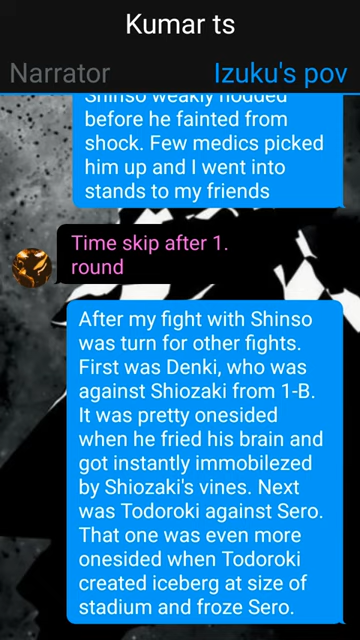 Kumar ts
Narrator
Izuku's pov
Shinso weakly nodded
before he fainted from
shock. Few medics picked
him up and I went into
stands to my friends
Time skip after 1.
round
After my fight with Shinso
was turn for other fights.
First was Denki, who was
against Shiozaki from 1-B.
It was pretty onesided
when he fried his brain and
got instantly immobilezed
by Shiozaki's vines. Next
was Todoroki against Sero.
That one was even more
onesided when Todoroki
created iceberg at size of
stadium and froze Sero.